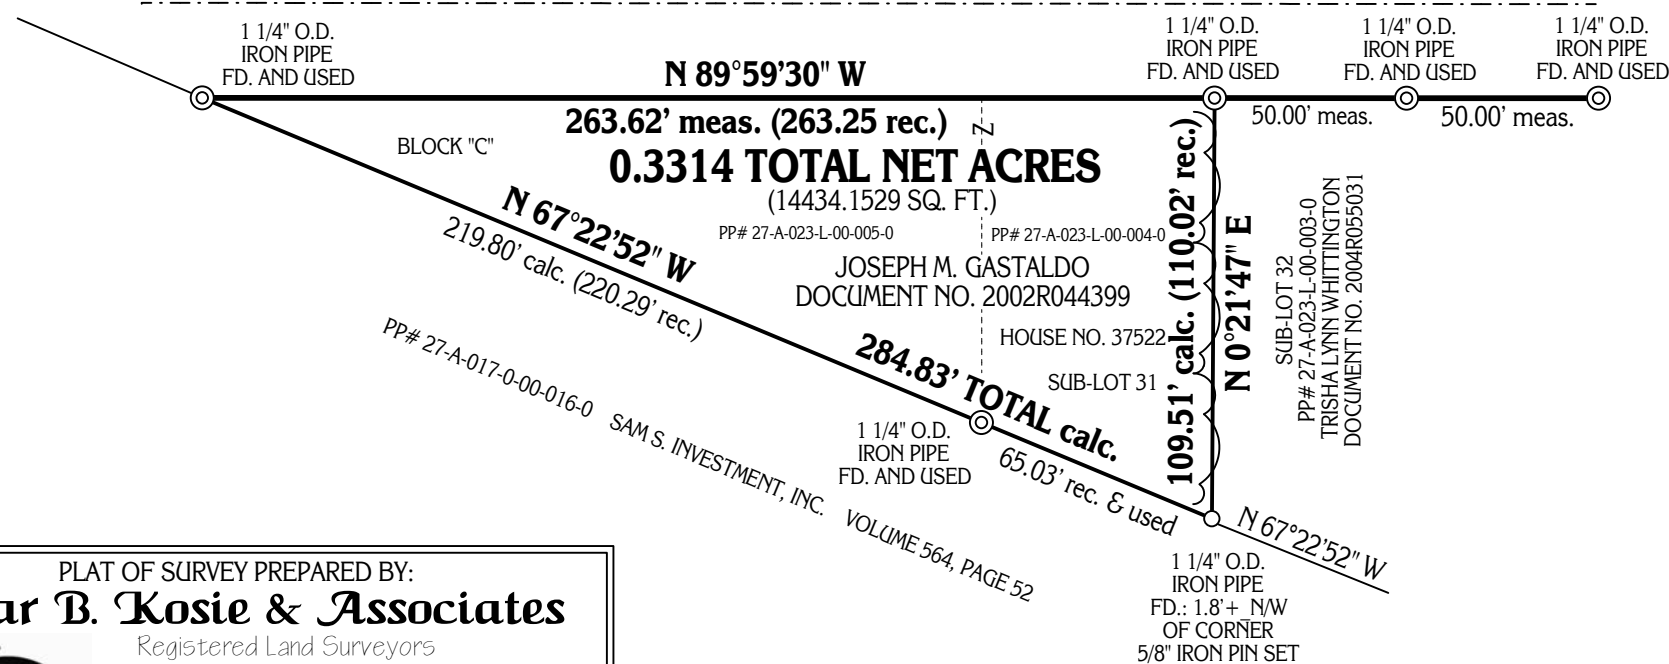 1 1/4" O.D.
IRON PIPE
FD. AND USED
1 1/4" O.D.
IRON PIPE
FD. AND USED
1 1/4" O.D.
IRON PIPE
FD. AND USED
1 1/4" O.D.
IRON PIPE
FD. AND USED
N 89°59'30" W
263.62' meas. (263.25 rec.)
50.00' meas.
50.00' meas.
BLOCK "C"
Z
0.3314 TOTAL NET ACRES
(14434.1529 SQ. FT.)
PP# 27-A-023-L-00-005-0
PP# 27-A-023-L-00-004-0
JOSEPH M. GASTALDO
DOCUMENT NO. 2002R044399
HOUSE NO. 37522
SUB-LOT 31
N 67°22'52" W
219.80' calc. (220.29' rec.)
284.83' TOTAL calc.
65.03' rec. & used
109.51' calc. (110.02' rec.)
N 0°21'47" E
SUB-LOT 32
PP# 27-A-023-L-00-003-0
TRISHA LYNN WHITTINGTON
DOCUMENT NO. 2004R055031
PP# 27-A-017-0-00-016-0 SAM S. INVESTMENT, INC. VOLUME 564, PAGE 52
1 1/4" O.D.
IRON PIPE
FD. AND USED
N 67°22'52" W
1 1/4" O.D.
IRON PIPE
FD.: 1.8'± N/W
OF CORNER
5/8" IRON PIN SET
PLAT OF SURVEY PREPARED BY:
ar B. Kosie & Associates
Registered Land Surveyors